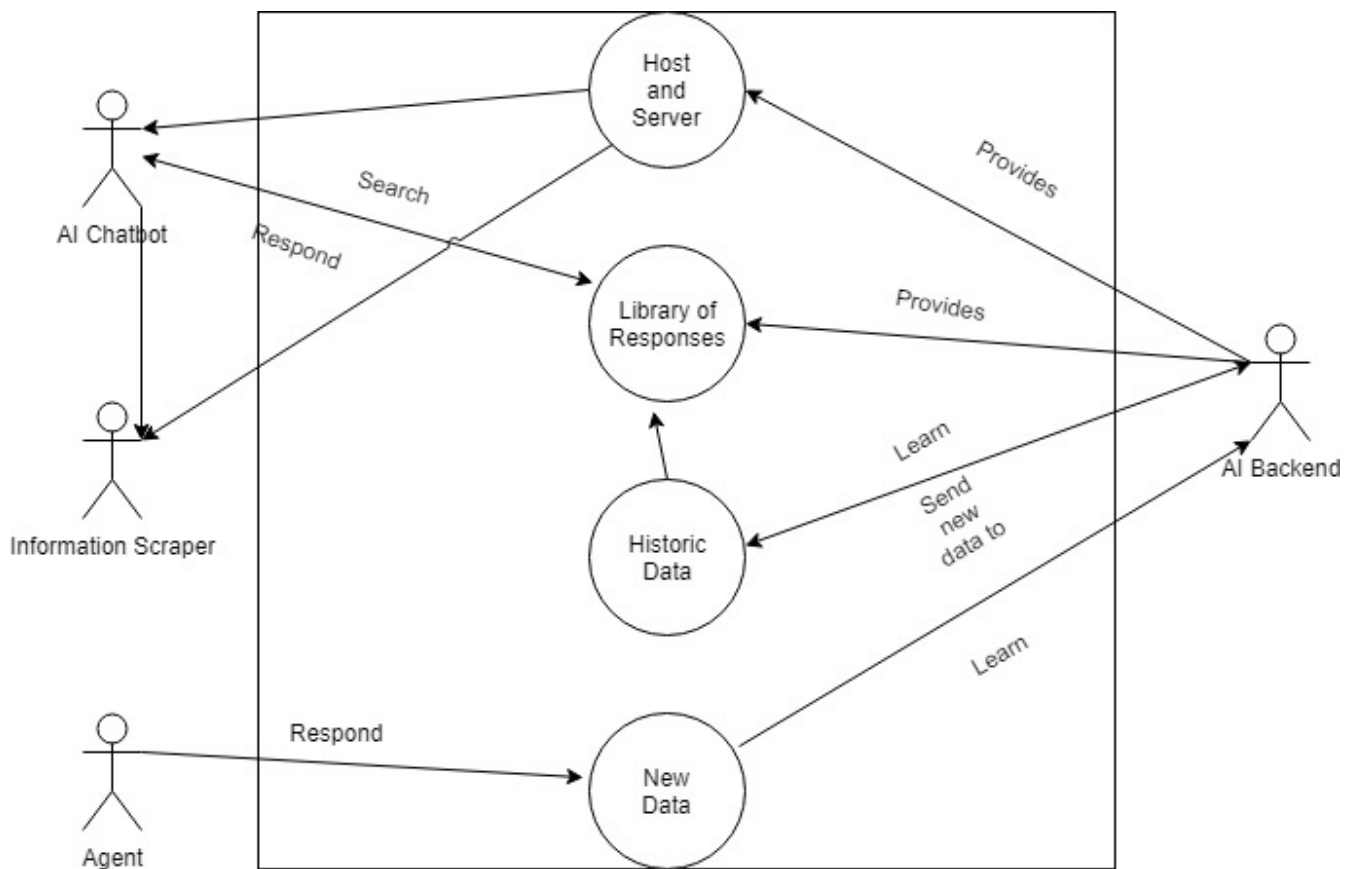 Host
and
Server
Provides
Search
AI Chatbot
Respond
Library of
Responses
Provides
Learn
AI Backend
Send
new
data to
Historic
Data
Information Scraper
Learn
Respond
New
Data
Agent